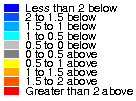 Less than 2 below
2 to 1.5 below
1.5 to 1 below
1 to 0.5 below
0.5 to 0 below
0 to 0.5 above
0.5 to 1 above
1 to 1.5 above
1.5 to 2 above
Greater than 2 above